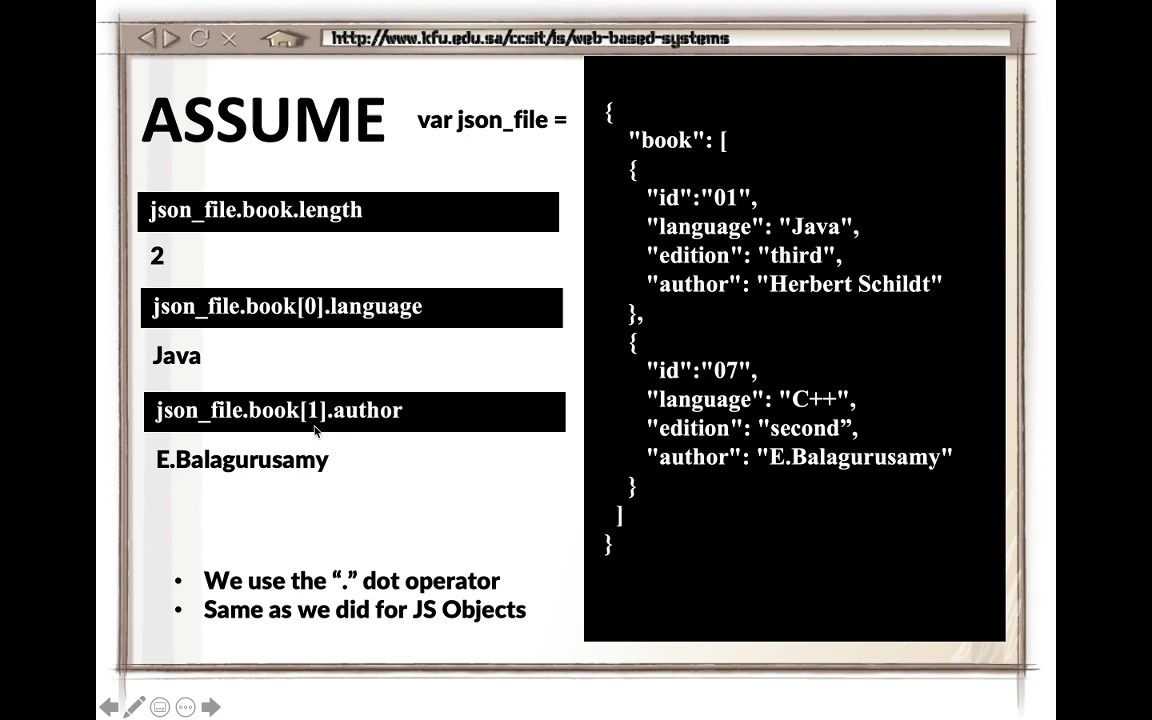 http://www.kfu.edu.sa/ccsit/is/web-based-systems
ASSUME
var json_file =
json_file.book.length
2
json_file.book[0].language
Java
json_file.book[1].author
E.Balagurusamy
• We use the “.” dot operator
• Same as we did for JS Objects
{
"book": [
{
"id":"01",
"language": "Java",
"edition": "third",
"author": "Herbert Schildt"
},
{
"id":"07",
"language": "C++",
"edition": "second”,
"author": "E.Balagurusamy"
}
]
}